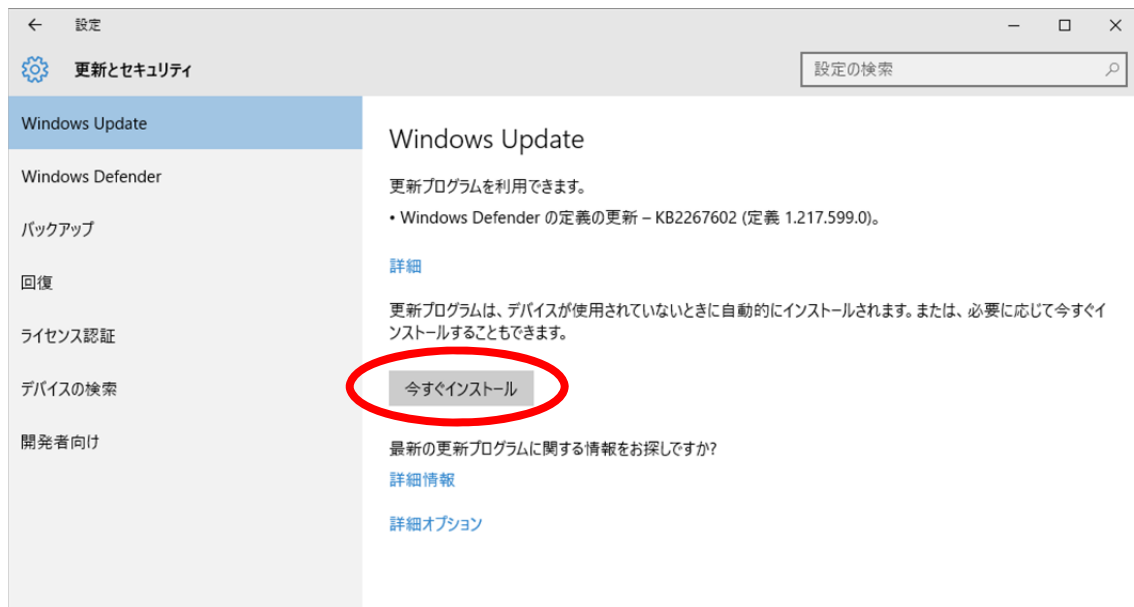 設定
更新とセキュリティ
設定の検索
Windows Update
Windows Defender
バックアップ
回復
ライセンス認証
デバイスの検索
開発者向け
Windows Update
更新プログラムを利用できます。
• Windows Defender の定義の更新 – KB2267602 (定義 1.217.599.0)。
詳細
更新プログラムは、デバイスが使用されていないときに自動的にインストールされます。または、必要に応じて今すぐイ
ンストールすることもできます。
今すぐインストール
最新の更新プログラムに関する情報をお探しですか?
詳細情報
詳細オプション